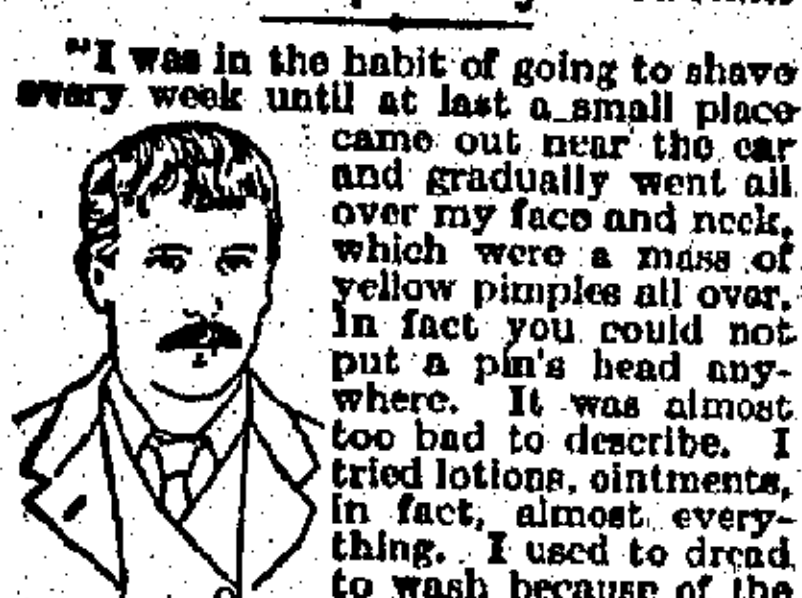 "I was in the habit of going to shave
every week until at last a small place
came out near the ear
and gradually went all
over my face and neck,
which were a mass of
yellow pimples all over.
In fact you could not
put a pin's head any-
where. It was almost
too bad to describe. I
tried lotions, ointments,
in fact, almost every-
thing. I used to dread
to wash because of the